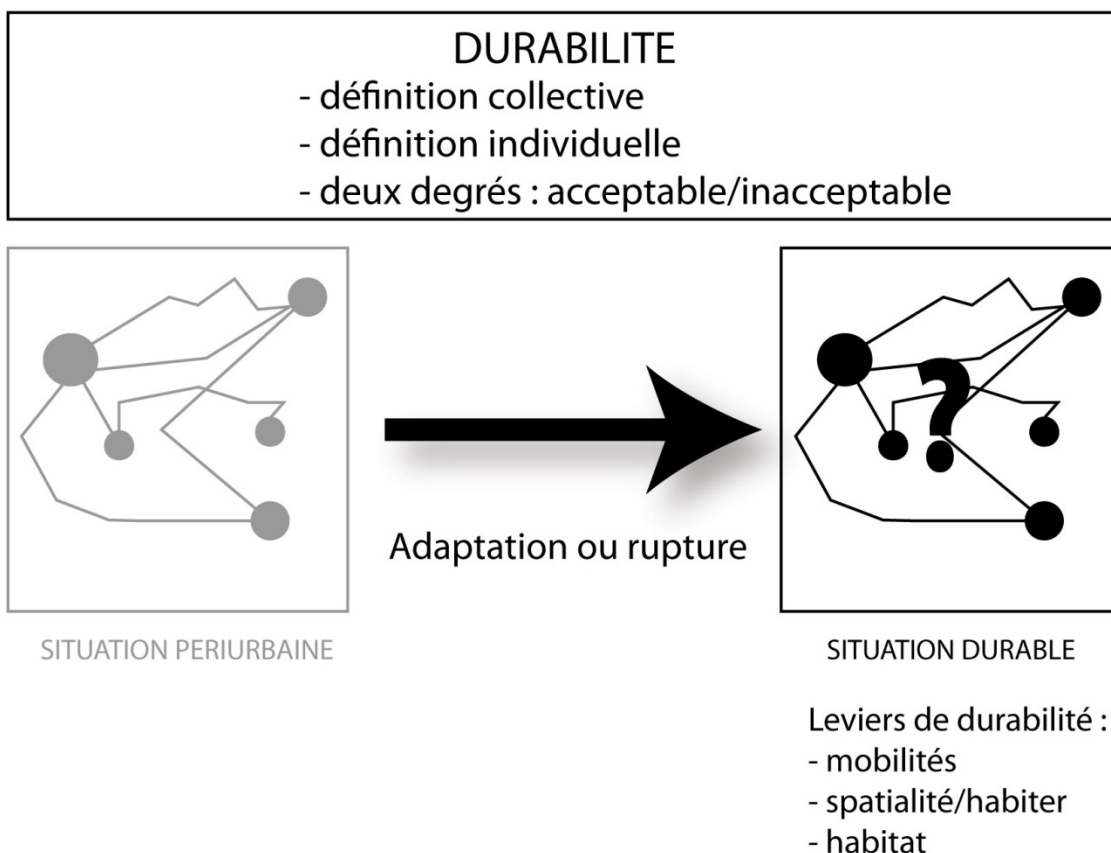 DURABILITE
- définition collective
- définition individuelle
- deux degrés : acceptable/inacceptable
?
Adaptation ou rupture
SITUATION PERIURBAINE
SITUATION DURABLE
Leviers de durabilité :
- mobilités
- spatialité/habiter
- habitat